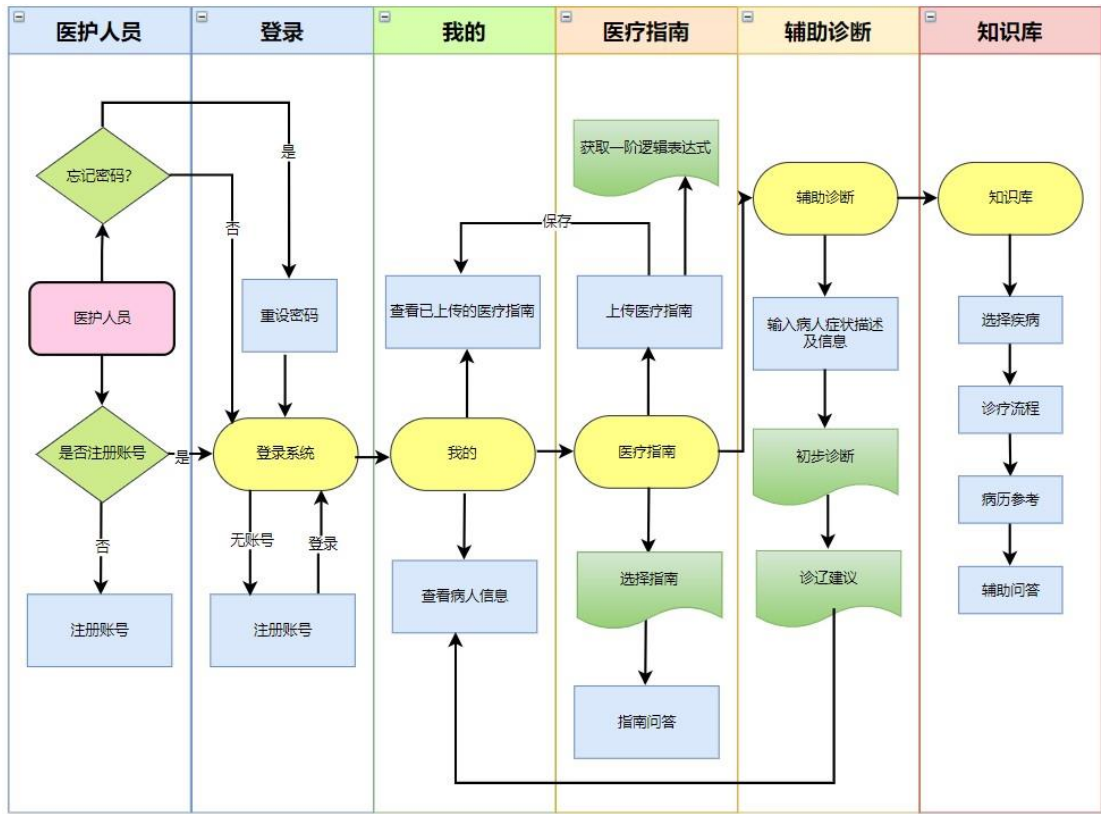 医护人员
登录
我的
医疗指南
辅助诊断
知识库
忘记密码?
是
否
医护人员
重设密码
是否注册账号
是
登录系统
否
无账号
登录
注册账号
注册账号
保存
查看已上传的医疗指南
我的
查看病人信息
获取一阶逻辑表达式
上传医疗指南
医疗指南
选择指南
指南问答
辅助诊断
输入病人症状描述
及信息
初步诊断
诊辽建议
知识库
选择疾病
诊疗流程
病历参考
辅助问答